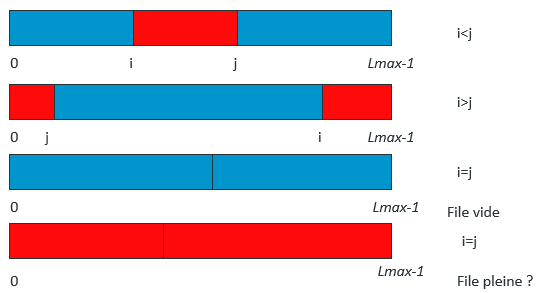 i<j
0 i j Lmax-1
i>j
0 j i Lmax-1
i=j
0 Lmax-1 File vide
i=j
0 Lmax-1 File pleine ?